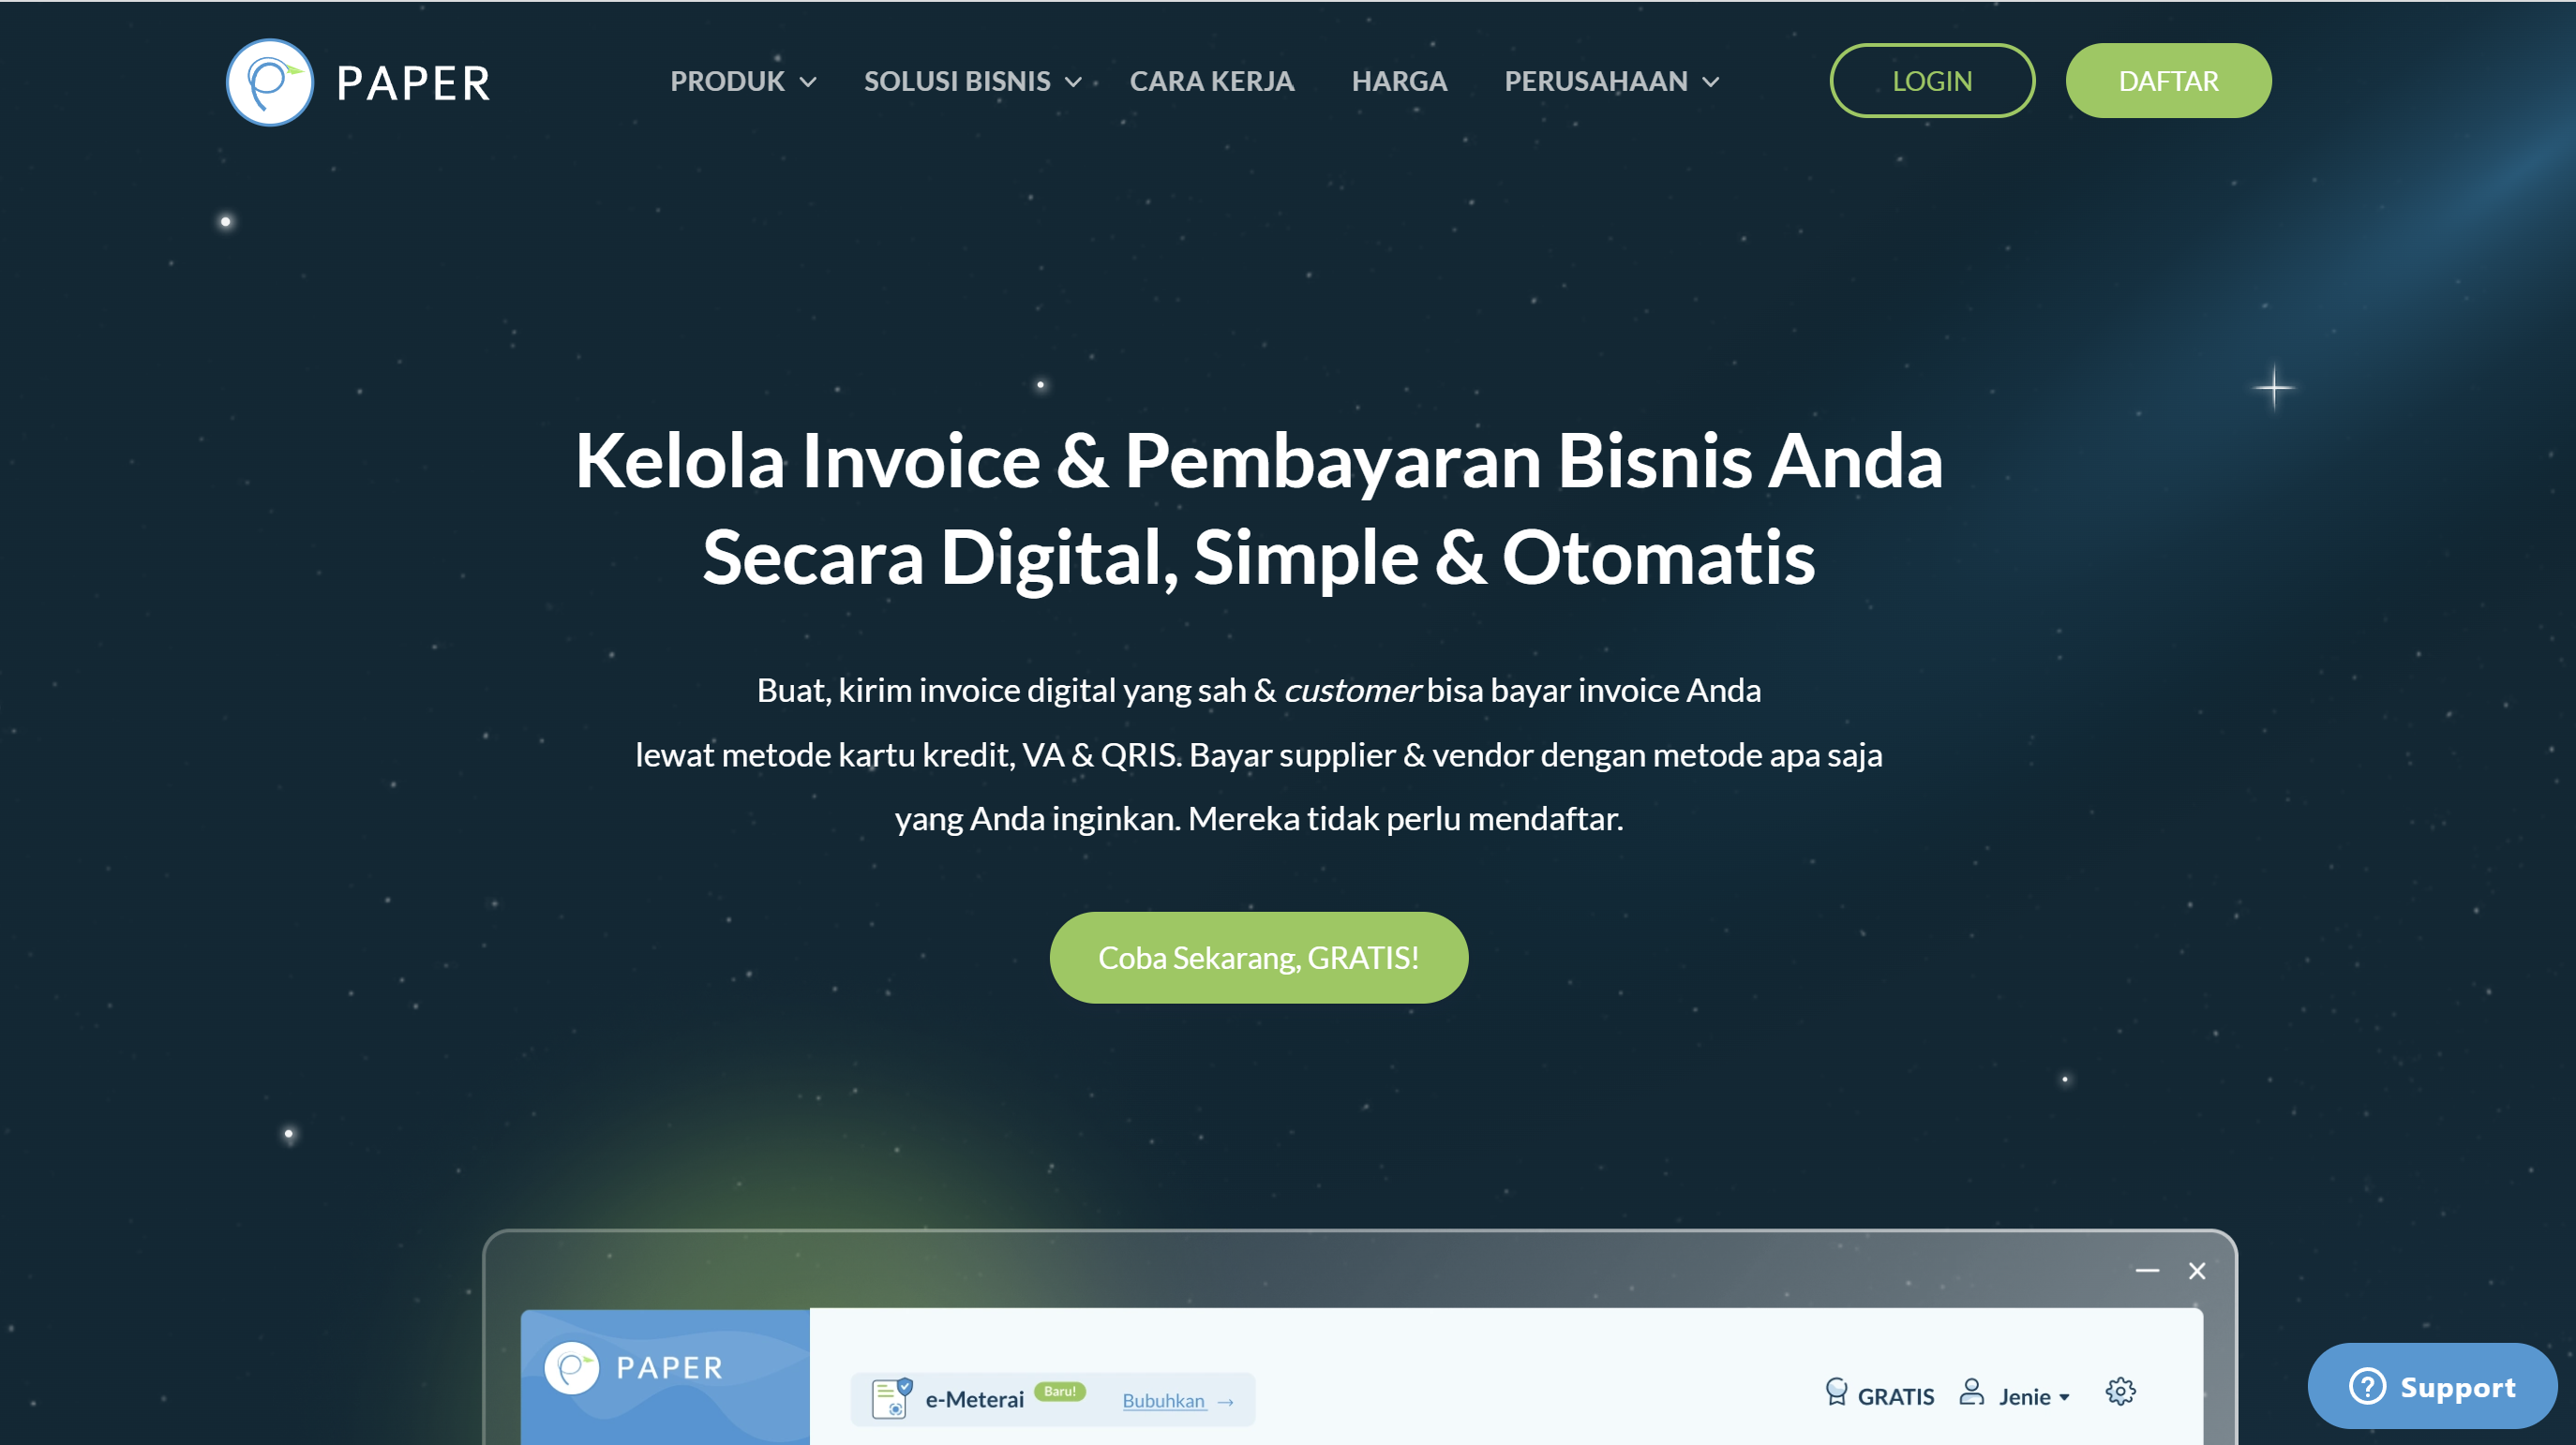 PAPER
PRODUK
SOLUSI BISNIS
CARA KERJA
HARGA
PERUSAHAAN
LOGIN
DAFTAR
Kelola Invoice & Pembayaran Bisnis Anda
Secara Digital, Simple & Otomatis
Buat, kirim invoice digital yang sah & customer bisa bayar invoice Anda
lewat metode kartu kredit, VA & QRIS. Bayar supplier & vendor dengan metode apa saja
yang Anda inginkan. Mereka tidak perlu mendaftar.
Coba Sekarang, GRATIS!
PAPER
e-Meterai
Baru!
Bubuhkan →
GRATIS
Jenie
Support